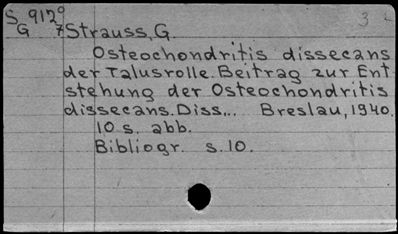 S 912° 3
G 7 Strauss, G.
Osteochondritis dissecans
der Talusrolle. Beitrag zur Ent
stehung der Osteochondritis
dissecans. Diss... Breslau, 1940.
10 s. abb.
Bibliogr. s. 10.